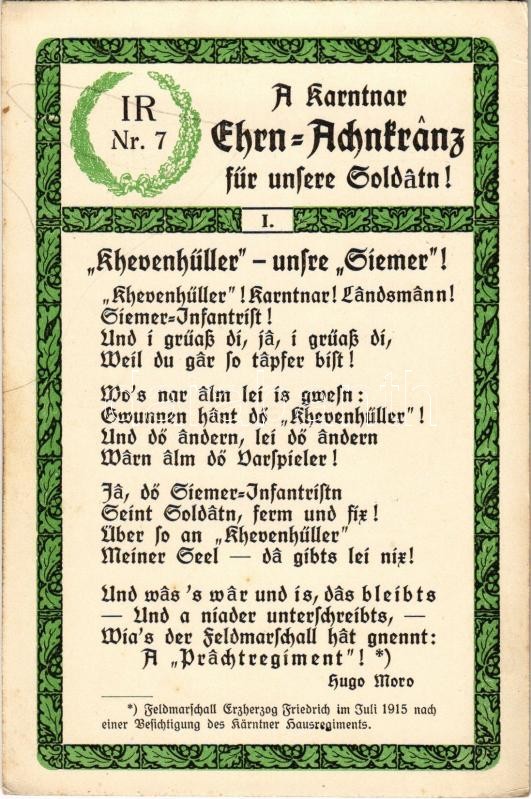 IR
Nr. 7
A Karntnar
Ehrn=Achnkrânz
für unsere Soldâtn!
I.
„Khevenhüller" – unsre „Siemer"!
„Khevenhüller"! Karntnar! Lândsmânn!
Siemer=Infantrist!
Und i grüaß di, jâ, i grüaß di,
Weil du gâr so tâpfer bist!
Wo's nar âlm lei is gwesn:
Gwunnen hânt dö „Khevenhüller"!
Und dö ândern, lei dö ândern
Wârn âlm dö Varspieler!
Jâ, dö Siemer=Infantristn
Seint Soldâtn, ferm und fix!
Über so an „Khevenhüller"
Meiner Seel — dâ gibts lei nix!
Und wâs 's wâr und is, dâs bleibts
— Und a niader unterschreibts, —
Wia's der Feldmarschall hât gnennt:
A „Prâchtregiment"! *)
Hugo Moro
*) Feldmarschall Erzherzog Friedrich im Juli 1915 nach
einer Besichtigung des Kärntner Hausregiments.